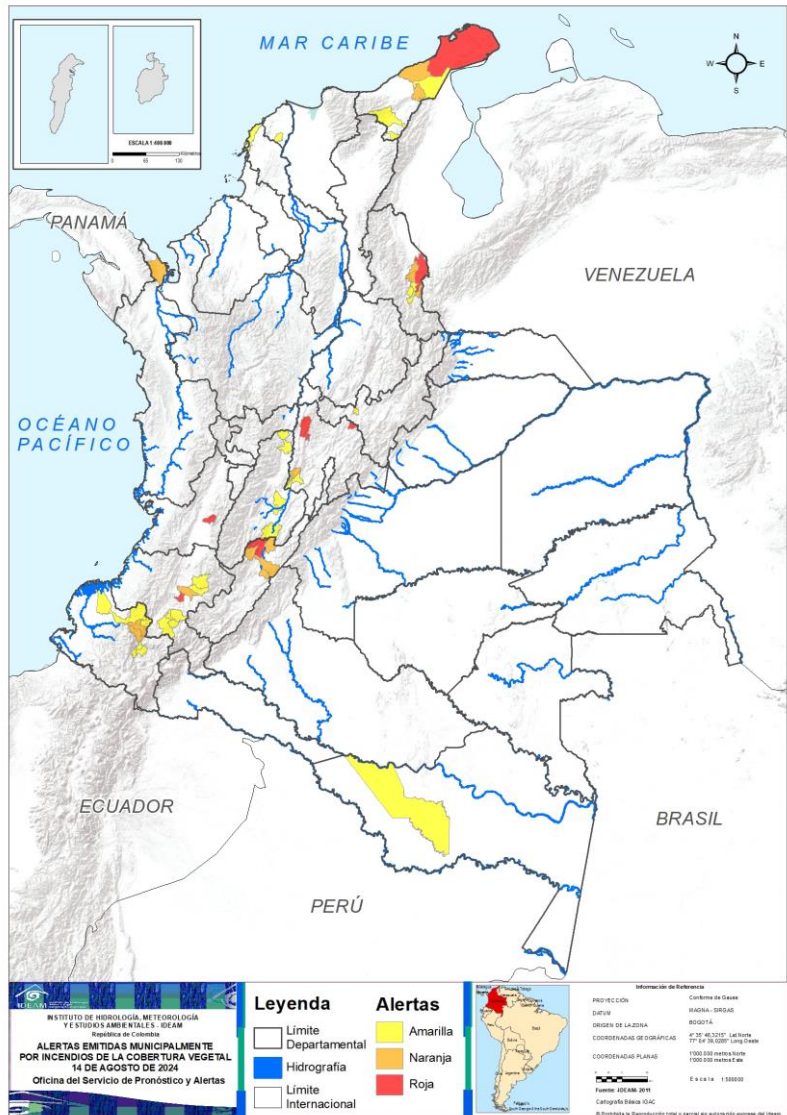 MAR CARIBE
N
W
E
S
ESCALA 1:400.000
0
65
130
PANAMÁ
VENEZUELA
OCÉANO
PACÍFICO
ECUADOR
BRASIL
PERÚ
IDEAM
INSTITUTO DE HIDROLOGÍA, METEOROLOGÍA
Y ESTUDIOS AMBIENTALES - IDEAM
República de Colombia
ALERTAS EMITIDAS MUNICIPALMENTE
POR INCENDIOS DE LA COBERTURA VEGETAL
14 DE AGOSTO DE 2024
Oficina del Servicio de Pronóstico y Alertas
Leyenda
Límite
Departamental
Hidrografía
Límite
Internacional
Alertas
Amarilla
Naranja
Roja
Información de Referencia
PROYECCIÓN
Conforme de Gauss
DATUM
MAGNA - SIRGAS
ORIGEN DE LA ZONA
BOGOTÁ
COORDENADAS GEOGRÁFICAS
COORDENADAS PLANAS
1'000.000 metros Norte
1'000.000 metros Este
Fuente: IDEAM 2011
Cartografía Básica IGAC